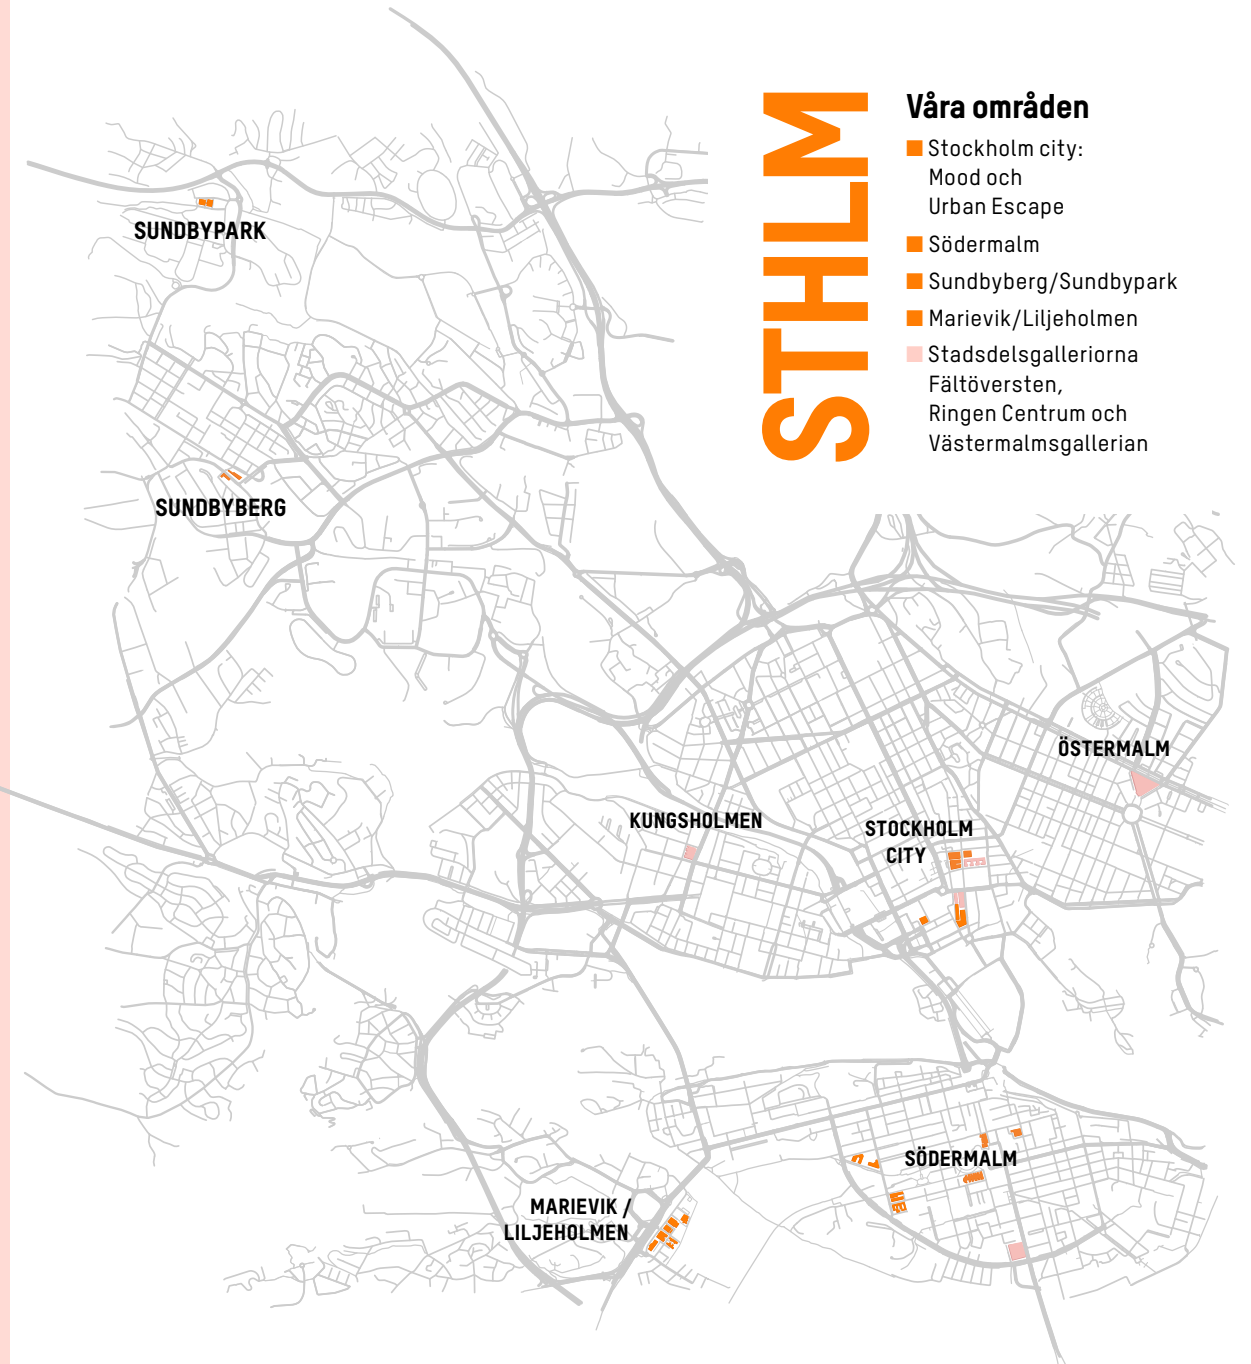 STHLM
Våra områden
Stockholm city:
Mood och
Urban Escape
Södermalm
Sundbyberg/Sundbypark
Marievik/Liljeholmen
Stadsdelsgalleriorna
Fältöversten,
Ringen Centrum och
Västermalmsgallerian
SUNDBYPARK
SUNDBYBERG
ÖSTERMALM
KUNGSHOLMEN
STOCKHOLM
CITY
SÖDERMALM
MARIEVIK /
LILJEHOLMEN